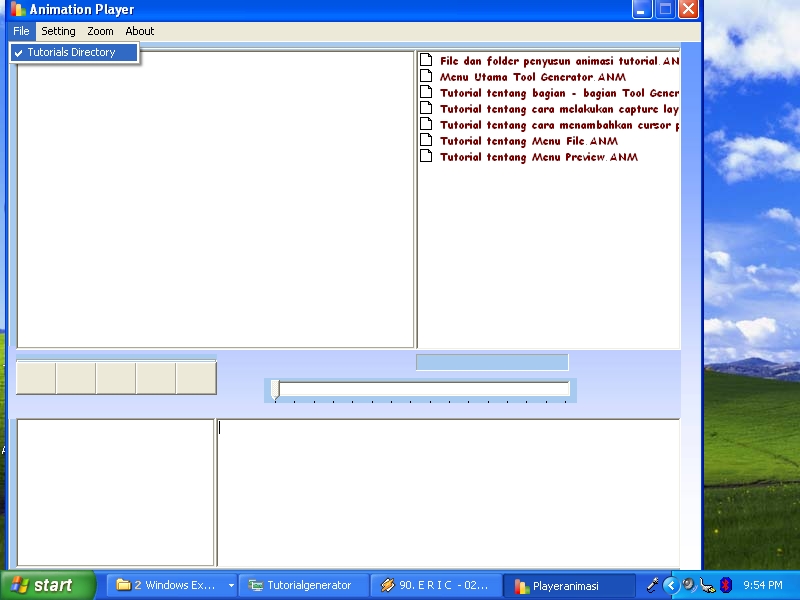 Animation Player
File Setting Zoom About
Tutorials Directory
File dan folder penyusun animasi tutorial.AN
Menu Utama Tool Generator.ANM
Tutorial tentang bagian - bagian Tool Gener
Tutorial tentang cara melakukan capture lay
Tutorial tentang cara menambahkan cursor p
Tutorial tentang Menu File.ANM
Tutorial tentang Menu Preview.ANM
start
2 Windows Ex...
Tutorialgenerator
90. E R I C - 02...
Playeranimasi
9:54 PM